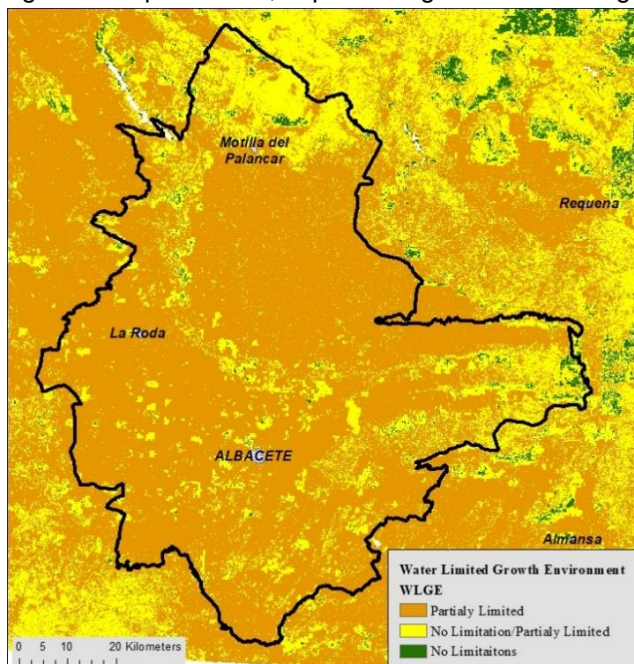 Motilla del
Palancar
Requena
La Roda
ALBACETE
Almansa
Water Limited Growth Environment
WLGE
Partialy Limited
No Limitation/Partialy Limited
No Limitaitons
0 5 10 20 Kilometers